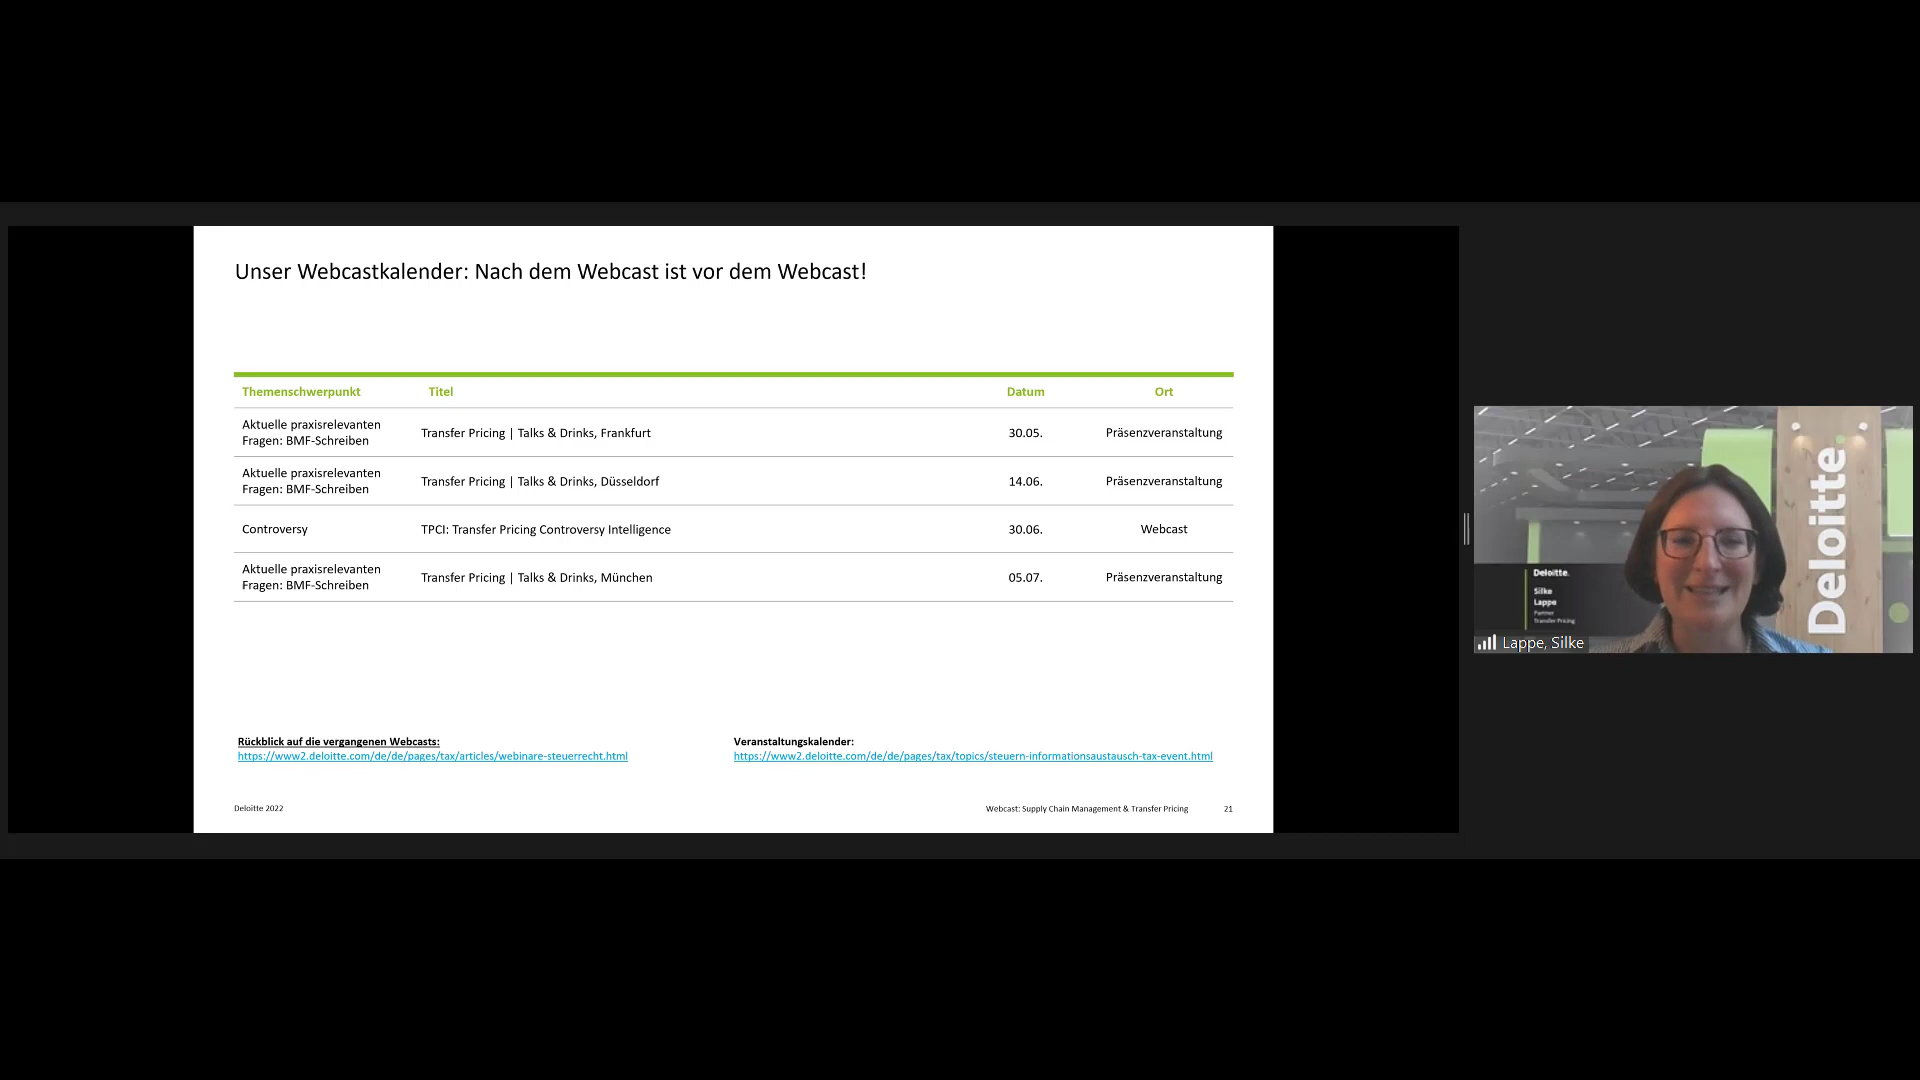 Unser Webcastkalender: Nach dem Webcast ist vor dem Webcast!
Themenschwerpunkt Titel Datum Ort
Aktuelle praxisrelevanten
Fragen: BMF-Schreiben
Transfer Pricing | Talks & Drinks, Frankfurt 30.05. Präsenzveranstaltung
Aktuelle praxisrelevanten
Fragen: BMF-Schreiben
Transfer Pricing | Talks & Drinks, Düsseldorf 14.06. Präsenzveranstaltung
Controversy TPCI: Transfer Pricing Controversy Intelligence 30.06. Webcast
Aktuelle praxisrelevanten
Fragen: BMF-Schreiben
Transfer Pricing | Talks & Drinks, München 05.07. Präsenzveranstaltung
Rückblick auf die vergangenen Webcasts:
https://www2.deloitte.com/de/de/pages/tax/articles/webinare-steuerrecht.html
Veranstaltungskalender:
https://www2.deloitte.com/de/de/pages/tax/topics/steuern-informationsaustausch-tax-event.html
Deloitte 2022
Webcast: Supply Chain Management & Transfer Pricing 21
Deloitte.
Deloitte.
Silke
Lappe
Partner
Transfer Pricing
Lappe, Silke